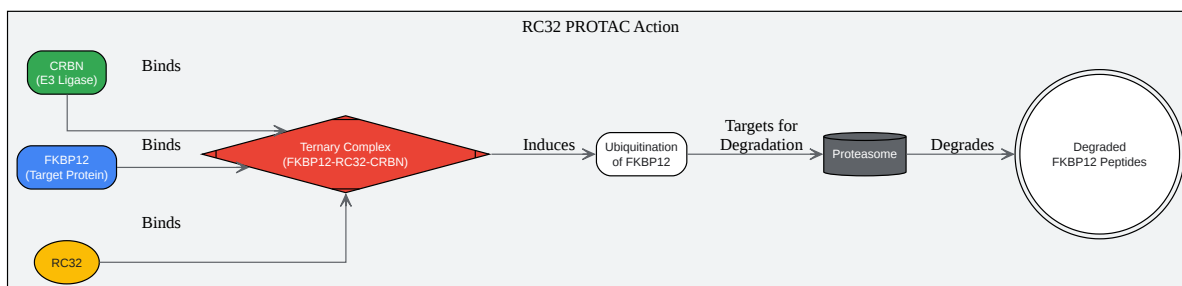 RC32 PROTAC Action
CRBN
(E3 Ligase)
Binds
FKBP12
(Target Protein)
Binds
RC32
Binds
Ternary Complex
(FKBP12-RC32-CRBN)
Induces
Ubiquitination
of FKBP12
Targets for
Degradation
Proteasome
Degrades
Degraded
FKBP12 Peptides